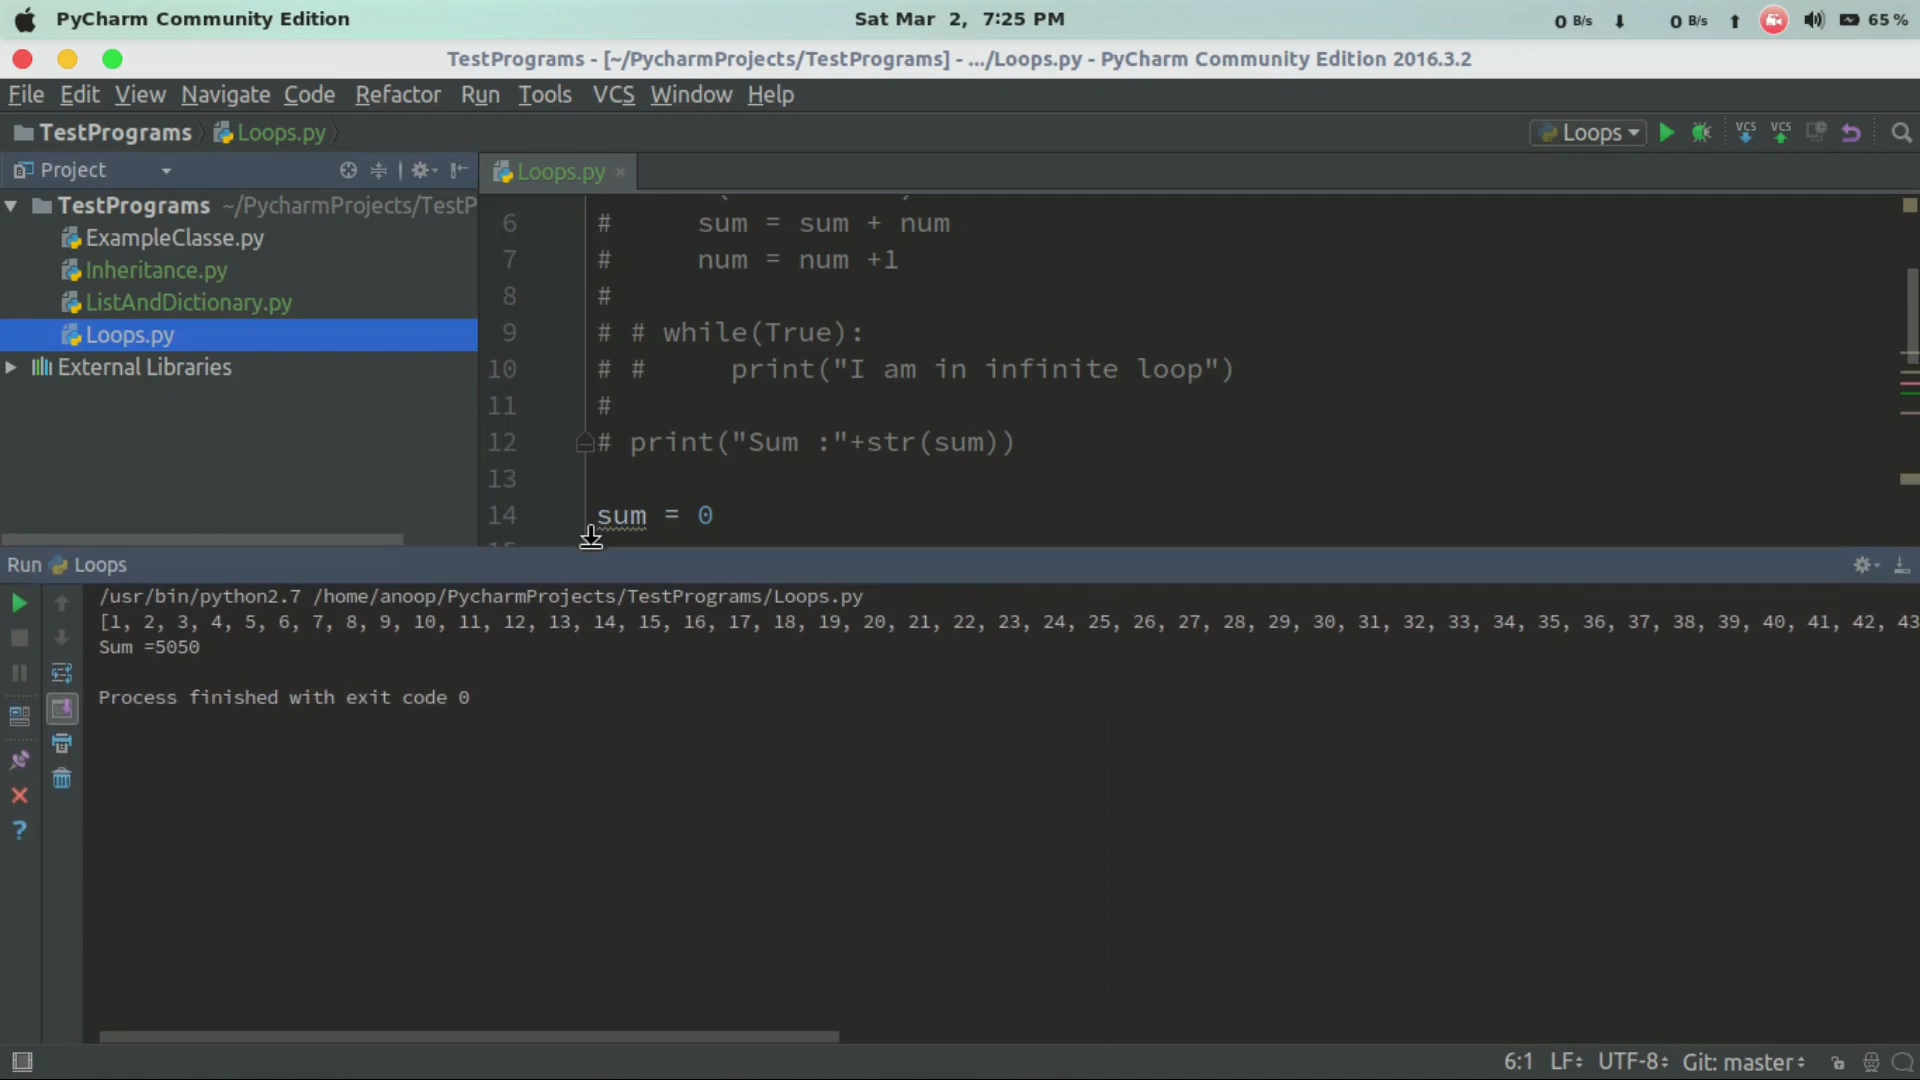 PyCharm Community Edition
Sat Mar 2, 7:25 PM
0 B/s 0 B/s 65 %
TestPrograms - [~/PycharmProjects/TestPrograms] - .../Loops.py - PyCharm Community Edition 2016.3.2
File Edit View Navigate Code Refactor Run Tools VCS Window Help
TestPrograms Loops.py
Loops
VCS VCS
Project
Loops.py
TestPrograms ~/PycharmProjects/TestP
ExampleClasse.py
Inheritance.py
ListAndDictionary.py
Loops.py
External Libraries
6 # sum = sum + num
7 # num = num +1
8 #
9 # # while(True):
10 # # print("I am in infinite loop")
11 #
12 # print("Sum :"+str(sum))
13
14 sum = 0
Run Loops
/usr/bin/python2.7 /home/anoop/PycharmProjects/TestPrograms/Loops.py
[1, 2, 3, 4, 5, 6, 7, 8, 9, 10, 11, 12, 13, 14, 15, 16, 17, 18, 19, 20, 21, 22, 23, 24, 25, 26, 27, 28, 29, 30, 31, 32, 33, 34, 35, 36, 37, 38, 39, 40, 41, 42, 43
Sum =5050
Process finished with exit code 0
6:1 LF UTF-8 Git: master